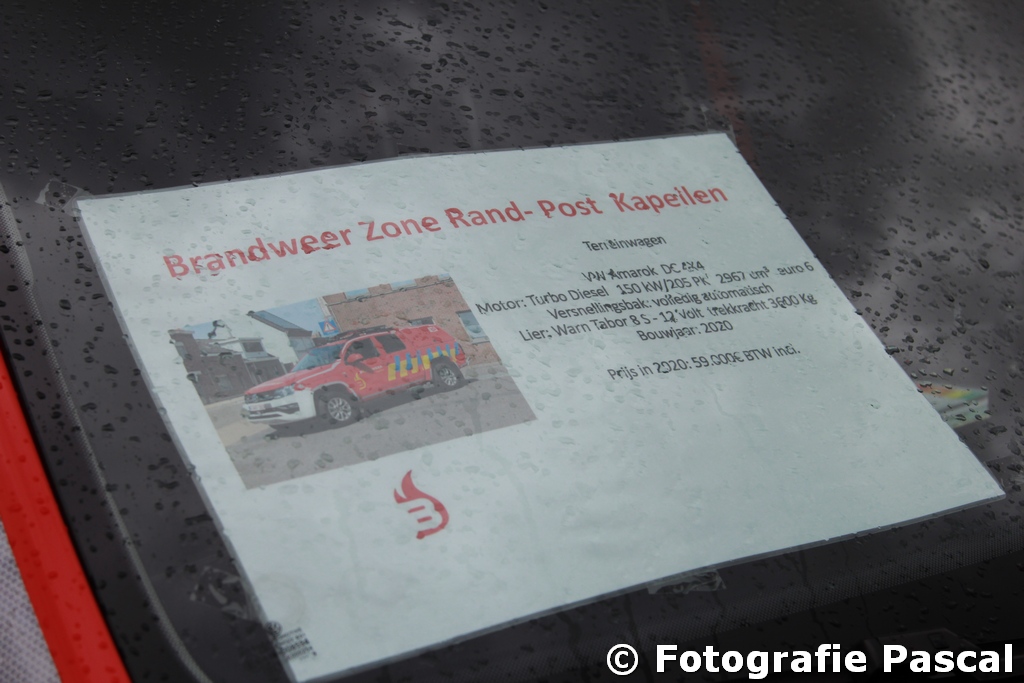 Brandweer Zone Rand- Post Kapellen
Terreinwagen
VW Amarok DC 4X4
Motor: Turbo Diesel 150 KW/205 PK 2967 cm³ euro 6
Versnellingsbak: volledig automatisch
Lier: Warn Tabor 8 S - 12 Volt trekkracht 3600 Kg
Bouwjaar: 2020
Prijs in 2020: 59.000€ BTW incl.
© Fotografie Pascal